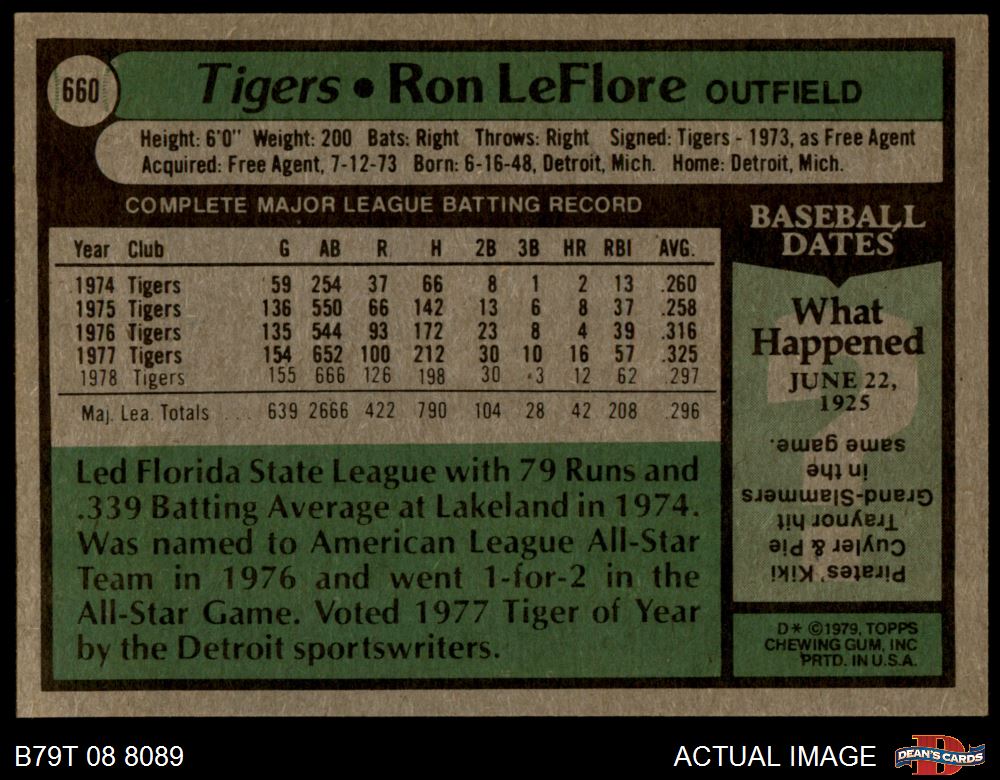 660
Tigers • Ron LeFlore OUTFIELD
Height: 6'0" Weight: 200 Bats: Right Throws: Right Signed: Tigers - 1973, as Free Agent
Acquired: Free Agent, 7-12-73 Born: 6-16-48, Detroit, Mich. Home: Detroit, Mich.
COMPLETE MAJOR LEAGUE BATTING RECORD
Year Club G AB R H 2B 3B HR RBI AVG.
1974 Tigers 59 254 37 66 8 1 2 13 .260
1975 Tigers 136 550 66 142 13 6 8 37 .258
1976 Tigers 135 544 93 172 23 8 4 39 .316
1977 Tigers 154 652 100 212 30 10 16 57 .325
1978 Tigers 155 666 126 198 30 3 12 62 .297
Maj. Lea. Totals .... 639 2666 422 790 104 28 42 208 .296
Led Florida State League with 79 Runs and
.339 Batting Average at Lakeland in 1974.
Was named to American League All-Star
Team in 1976 and went 1-for-2 in the
All-Star Game. Voted 1977 Tiger of Year
by the Detroit sportswriters.
BASEBALL
DATES
What
Happened
JUNE 22,
1925
Pirates' Kiki
Cuyler & Pie
Traynor hit
Grand-Slammers
in the
same game.
D* ©1979, TOPPS
CHEWING GUM, INC
PRTD. IN U.S.A.
B79T 08 8089
ACTUAL IMAGE
D
DEAN'S CARDS